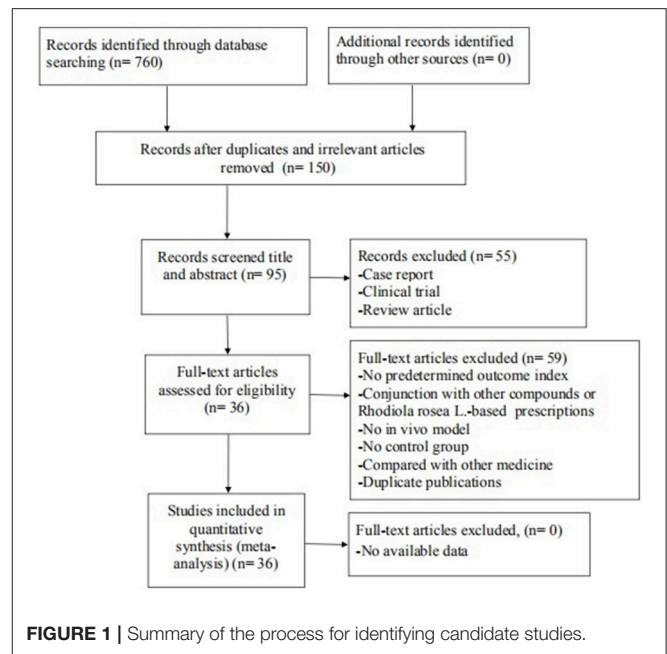 Records identified through database
searching (n= 760)
Additional records identified
through other sources (n= 0)
Records after duplicates and irrelevant articles
removed (n= 150)
Records screened title
and abstract (n= 95)
Records excluded (n= 55)
-Case report
-Clinical trial
-Review article
Full-text articles
assessed for eligibility
(n= 36)
Full-text articles excluded (n= 59)
-No predetermined outcome index
-Conjunction with other compounds or
Rhodiola rosea L.-based prescriptions
-No in vivo model
-No control group
-Compared with other medicine
-Duplicate publications
Studies included in
quantitative
synthesis (meta-
analysis) (n= 36)
Full-text articles excluded, (n= 0)
-No available data
FIGURE 1 | Summary of the process for identifying candidate studies.